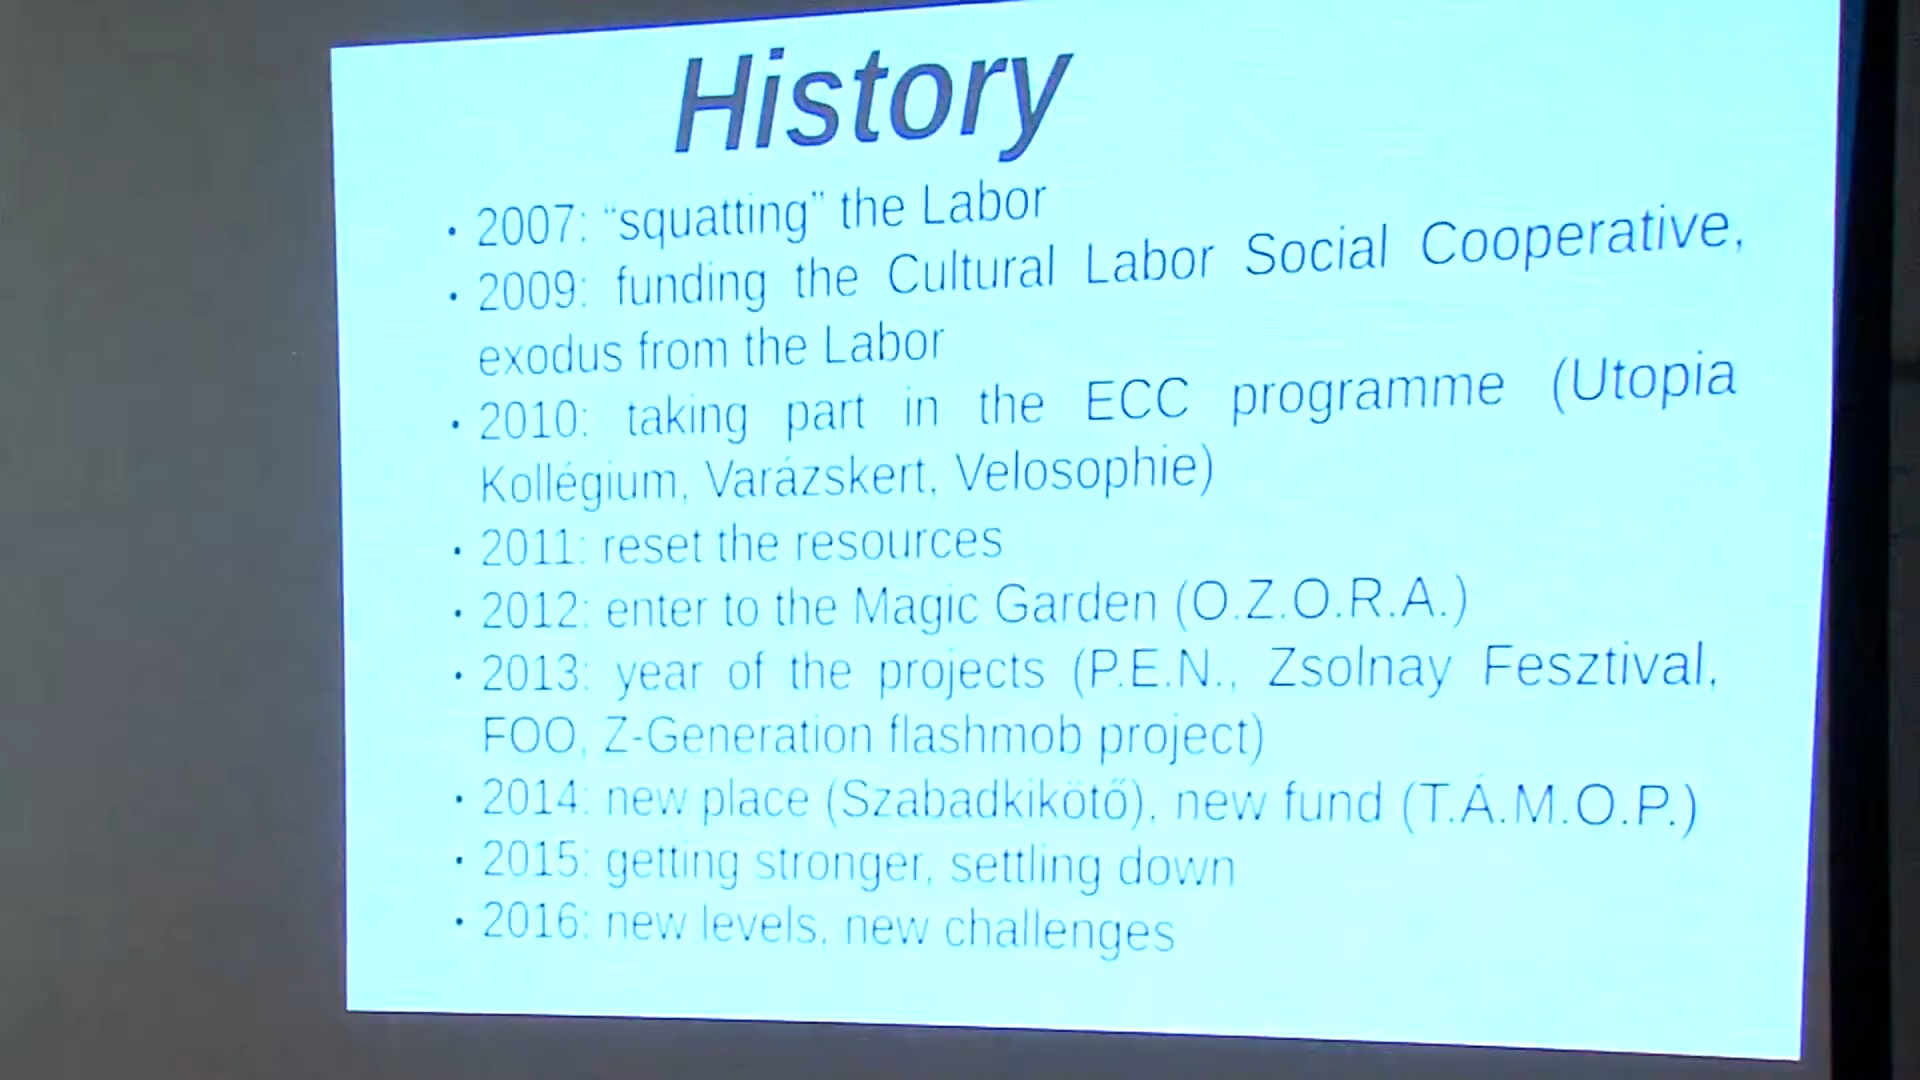 History
• 2007: “squatting” the Labor
• 2009: funding the Cultural Labor Social Cooperative,
exodus from the Labor
• 2010: taking part in the ECC programme (Utopia
Kollégium, Varázskert, Velosophie)
• 2011: reset the resources
• 2012: enter to the Magic Garden (O.Z.O.R.A.)
• 2013: year of the projects (P.E.N., Zsolnay Fesztival,
FOO, Z-Generation flashmob project)
• 2014: new place (Szabadkikötő), new fund (T.Á.M.O.P.)
• 2015: getting stronger, settling down
• 2016: new levels, new challenges